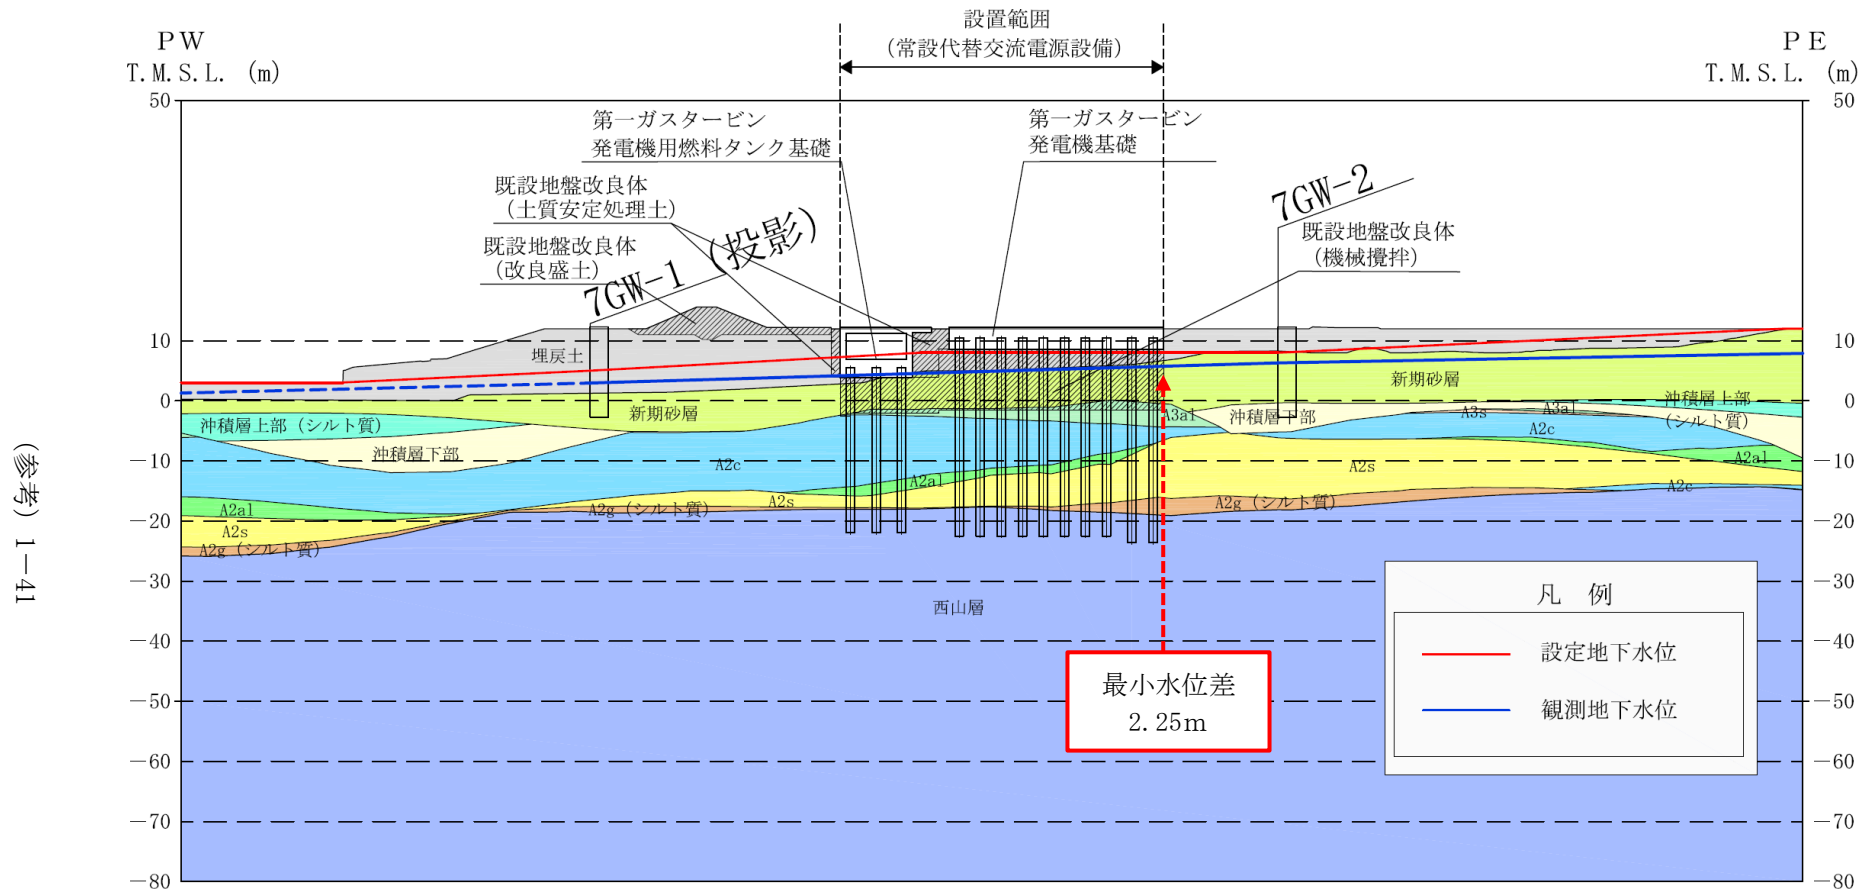 設置範囲
(常設代替交流電源設備)
PW
T.M.S.L. (m)
PE
T.M.S.L. (m)
50
50
第一ガスタービン
発電機用燃料タンク基礎
第一ガスタービン
発電機基礎
既設地盤改良体
(土質安定処理土)
既設地盤改良体
(改良盛土)
7GW-1 (投影)
7GW-2
既設地盤改良体
(機械攪拌)
10
10
埋戻土
新期砂層
0
0
新期砂層
沖積層上部 (シルト質)
沖積層下部
A3al
沖積層下部
A3s
A3al
沖積層上部
(シルト質)
A2c
-10
-10
A2c
A2al
A2s
A2al
A2al
A2s
A2g (シルト質)
A2s
A2g (シルト質)
A2g (シルト質)
A2c
-20
-20
-30
-30
西山層
-40
-40
-50
-50
-60
-60
-70
-70
-80
-80
最小水位差
2.25m
凡 例
設定地下水位
観測地下水位
(参考) 1-41